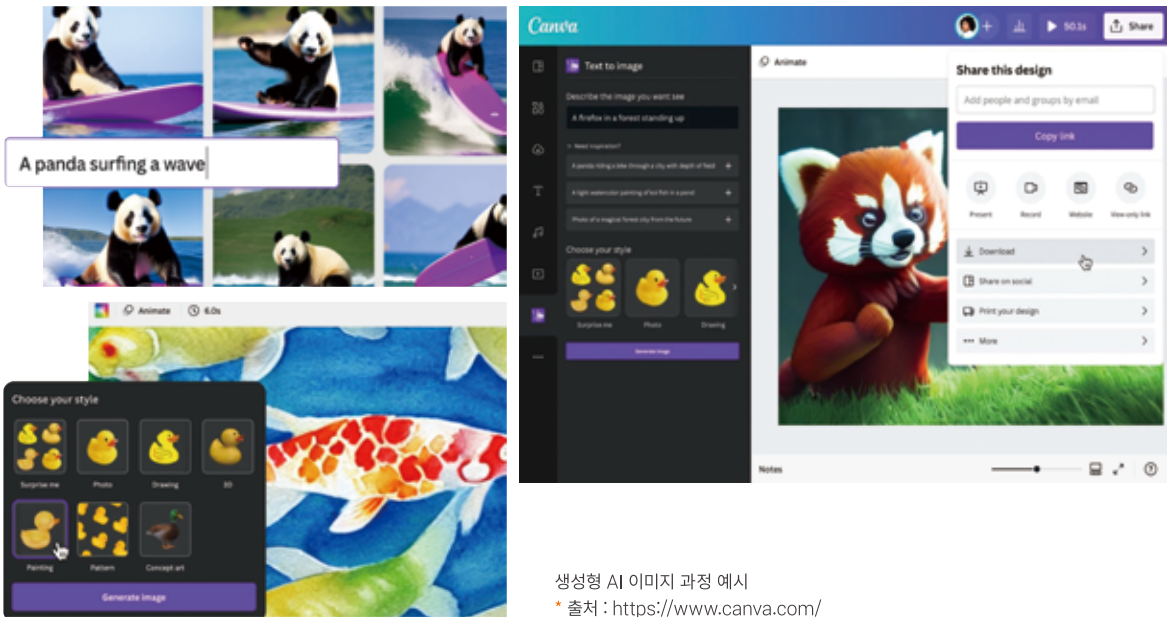 A panda surfing a wave
Animate
6.0s
Choose your style
Surprise me
Photo
Drawing
3D
Painting
Pattern
Concept art
Generate image
Canva
50.1s
Share
Text to image
Describe the image you want see
A firefox in a forest standing up
Need inspiration?
A panda riding a bike through a city with depth of field
A light watercolor painting of koi fish in a pond
Photo of a magical forest city from the future
Choose your style
Surprise me
Photo
Drawing
Generate image
Animate
Share this design
Add people and groups by email
Copy link
Present
Record
Website
View-only link
Download
Share on social
Print your design
More
Notes
생성형 AI 이미지 과정 예시
* 출처 : https://www.canva.com/